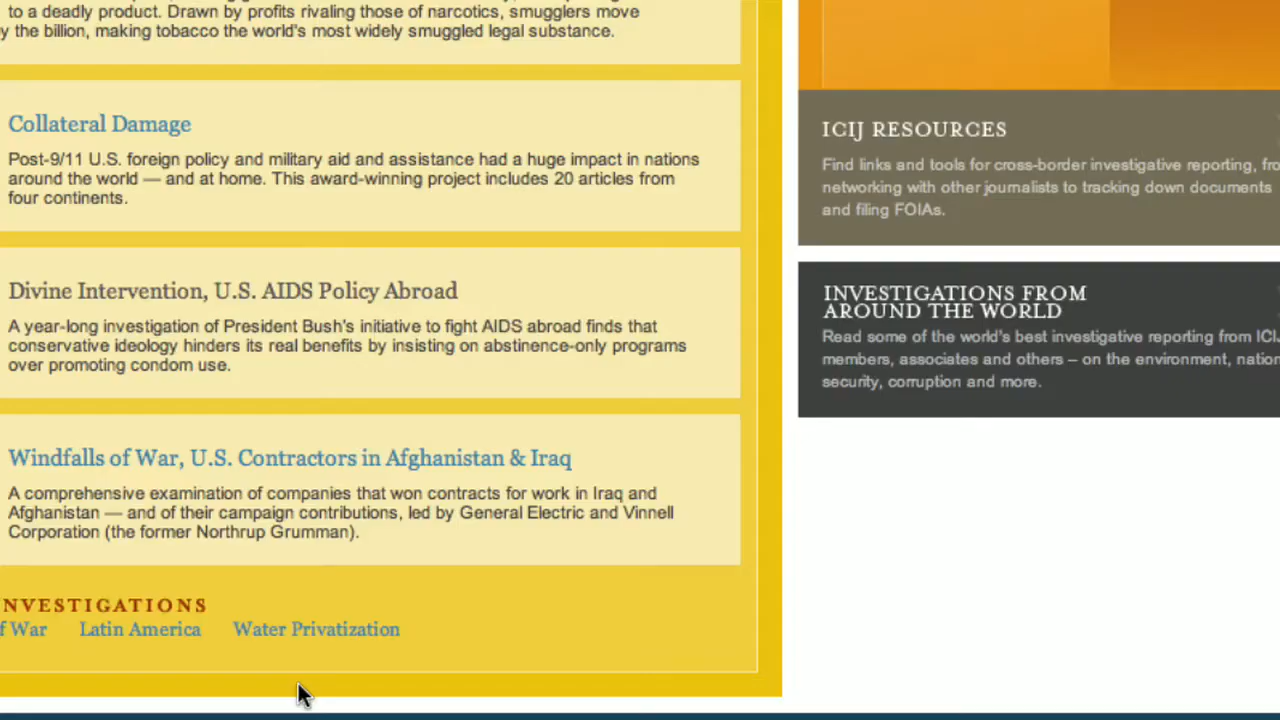 to a deadly product. Drawn by profits rivaling those of narcotics, smugglers move
by the billion, making tobacco the world's most widely smuggled legal substance.
Collateral Damage
Post-9/11 U.S. foreign policy and military aid and assistance had a huge impact in nations
around the world — and at home. This award-winning project includes 20 articles from
four continents.
Divine Intervention, U.S. AIDS Policy Abroad
A year-long investigation of President Bush's initiative to fight AIDS abroad finds that
conservative ideology hinders its real benefits by insisting on abstinence-only programs
over promoting condom use.
Windfalls of War, U.S. Contractors in Afghanistan & Iraq
A comprehensive examination of companies that won contracts for work in Iraq and
Afghanistan — and of their campaign contributions, led by General Electric and Vinnell
Corporation (the former Northrup Grumman).
NVESTIGATIONS
f War Latin America Water Privatization
ICIJ RESOURCES
Find links and tools for cross-border investigative reporting, fro
networking with other journalists to tracking down documents
and filing FOIAs.
INVESTIGATIONS FROM
AROUND THE WORLD
Read some of the world's best investigative reporting from ICIJ
members, associates and others – on the environment, nation
security, corruption and more.